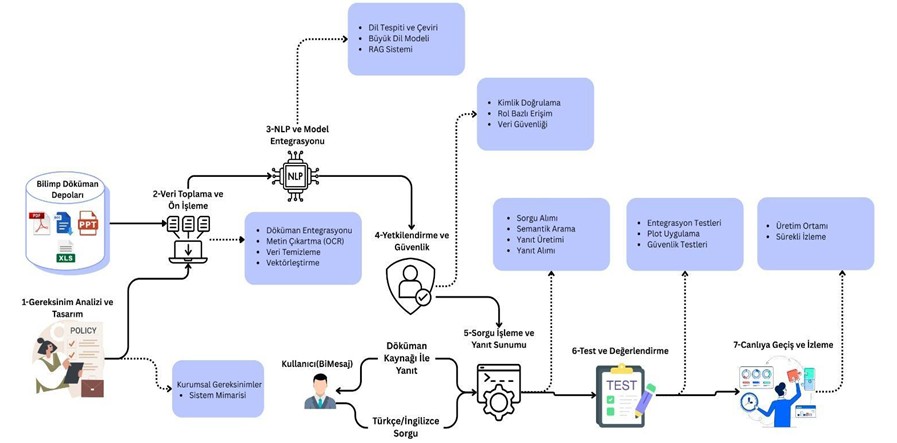 Dil Tespiti ve Çeviri
Büyük Dil Modeli
RAG Sistemi
Kimlik Doğrulama
Rol Bazlı Erişim
Veri Güvenliği
3-NLP ve Model
Entegrasyonu
NLP
Bilimp Döküman
Depoları
PDF
PPT
XLS
2-Veri Toplama ve
Ön İşleme
Döküman Entegrasyonu
Metin Çıkartma (OCR)
Veri Temizleme
Vektörleştirme
4-Yetkilendirme ve
Güvenlik
Sorgu Alımı
Semantik Arama
Yanıt Üretimi
Yanıt Alımı
Entegrasyon Testleri
Plot Uygulama
Güvenlik Testleri
Üretim Ortamı
Sürekli İzleme
1-Gereksinim Analizi ve
Tasarım
POLICY
Kurumsal Gereksinimler
Sistem Mimarisi
Kullanıcı(BiMesaj)
Döküman
Kaynağı İle
Yanıt
Türkçe/İngilizce
Sorgu
5-Sorgu İşleme ve
Yanıt Sunumu
6-Test ve Değerlendirme
TEST
7-Canlıya Geçiş ve İzleme